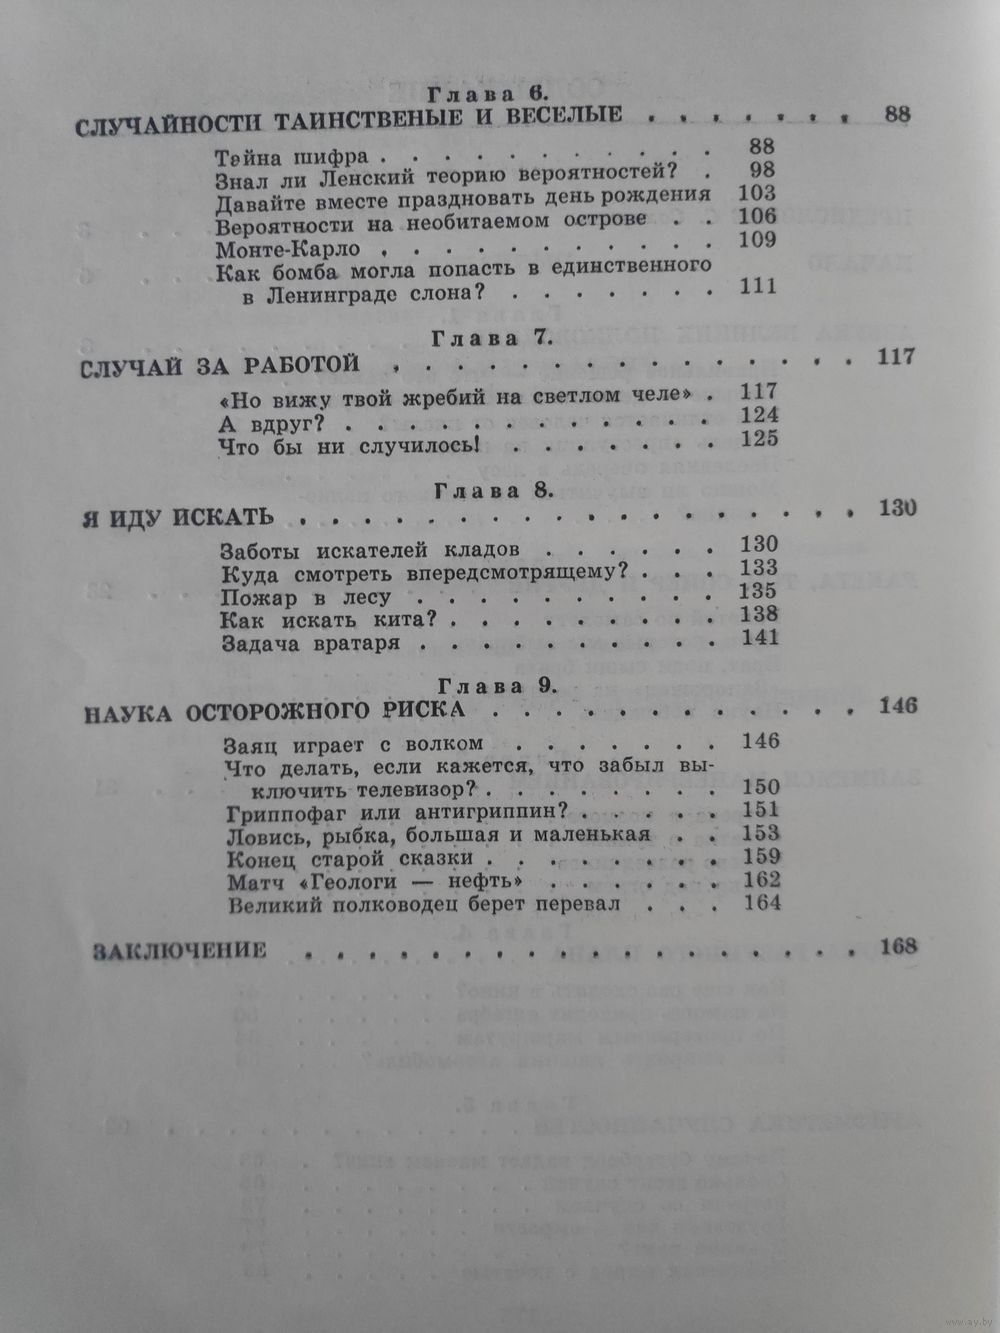 Глава 6.
СЛУЧАЙНОСТИ ТАИНСТВЕНЫЕ И ВЕСЕЛЫЕ . . . . . . . 88
Тайна шифра . . . . . . . . . . . 88
Знал ли Ленский теорию вероятностей? . 98
Давайте вместе праздновать день рождения 103
Вероятности на необитаемом острове . . 106
Монте-Карло . . . . . . . . . . . 109
Как бомба могла попасть в единственного
в Ленинграде слона? . . . . . . . 111
Глава 7.
СЛУЧАЙ ЗА РАБОТОЙ . . . . . . . . . . . . . . . 117
«Но вижу твой жребий на светлом челе» . 117
А вдруг? . . . . . . . . . . . . 124
Что бы ни случилось! . . . . . . . 125
Глава 8.
Я ИДУ ИСКАТЬ . . . . . . . . . . . . . . . . . . 130
Заботы искателей кладов . . . . . . 130
Куда смотреть впередсмотрящему? . . . 133
Пожар в лесу . . . . . . . . . . 135
Как искать кита? . . . . . . . . . 138
Задача вратаря . . . . . . . . . . 141
Глава 9.
НАУКА ОСТОРОЖНОГО РИСКА . . . . . . . . . . . . 146
Заяц играет с волком . . . . . . . 146
Что делать, если кажется, что забыл вы-
ключить телевизор? . . . . . . . . 150
Гриппофаг или антигриппин? . . . . . 151
Ловись, рыбка, большая и маленькая . . 153
Конец старой сказки . . . . . . . . 159
Матч «Геологи — нефть» . . . . . . 162
Великий полководец берет перевал . . . 164
ЗАКЛЮЧЕНИЕ . . . . . . . . . . . . . . . . . . 168
www.ay.by